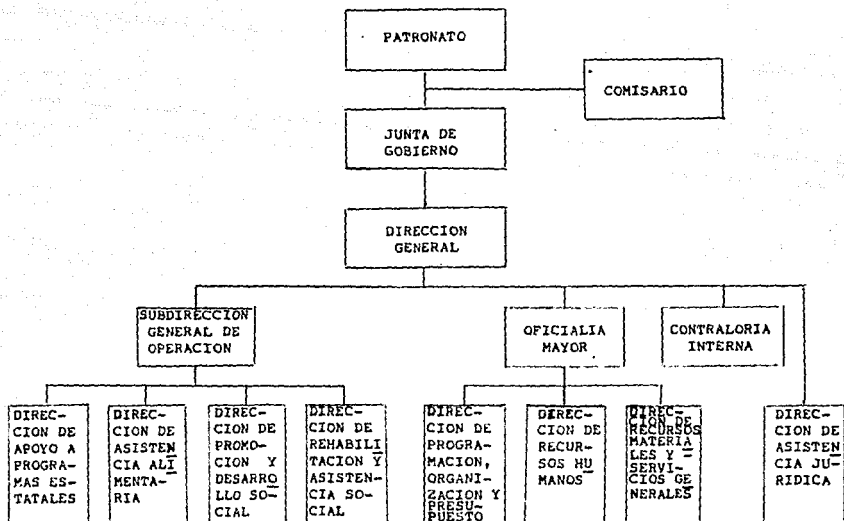 PATRONATO
COMISARIO
JUNTA DE
GOBIERNO
DIRECCION
GENERAL
SUBDIRECCION
GENERAL DE
OPERACION
OFICIALIA
MAYOR
CONTRALORIA
INTERNA
DIREC-
CION DE
APOYO A
PROGRA-
MAS ES-
TATALES
DIREC-
CION DE
ASISTEN
CIA ALI
MENTA-
RIA
DIREC-
CION DE
PROMO-
CION Y
DESARRO
LLO SO-
CIAL
DIREC-
CION DE
REHABILI
TACION Y
ASISTEN-
CIA SO-
CIAL
DIREC-
CION DE
PROGRA-
MACION,
ORGANI-
ZACION Y
PRESU-
PUESTO
DIREC-
CION DE
RECUR-
SOS HU
MANOS
DIREC-
CION DE
RECURSOS
MATERIA
LES Y
SERVI-
CIOS GE
NERALES
DIREC-
CION DE
ASISTEN
CIA JU-
RIDICA